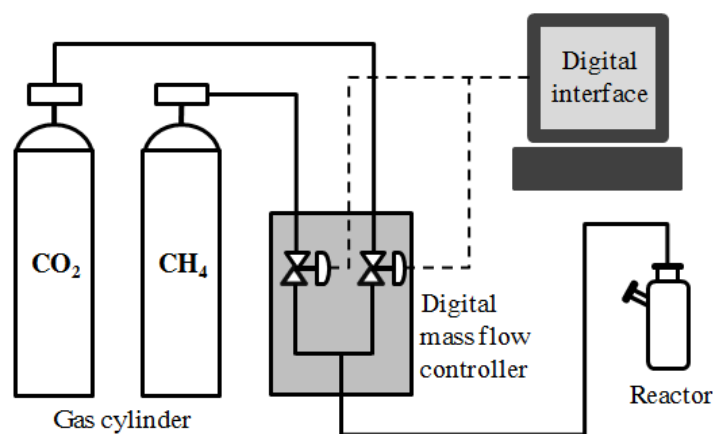 Digital
interface
CO₂
CH₄
Digital
mass flow
controller
Reactor
Gas cylinder